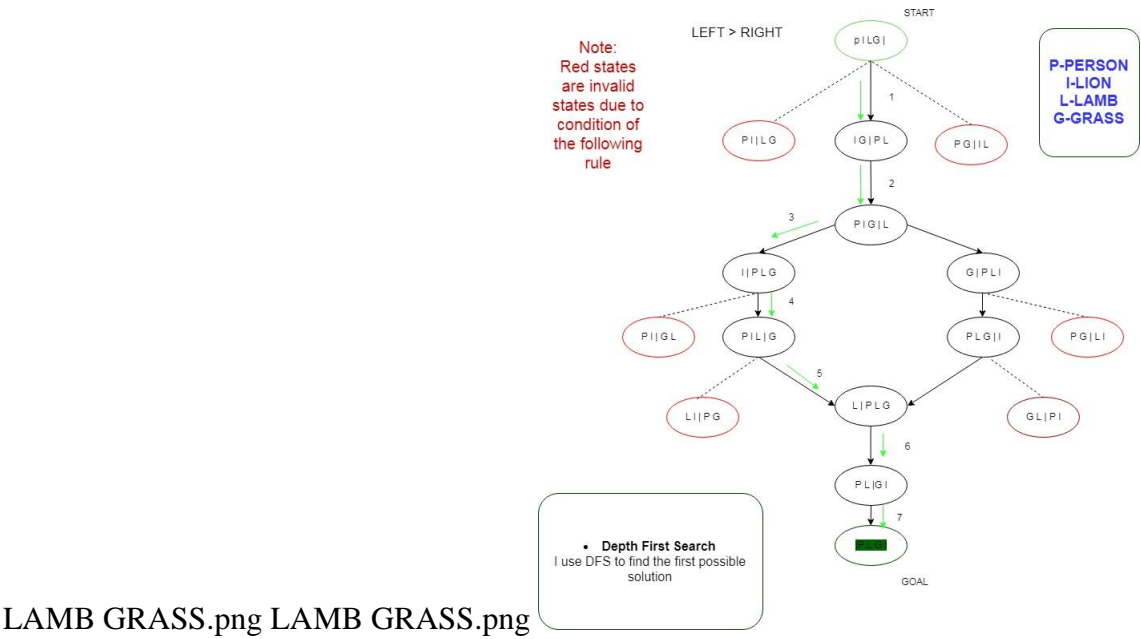 START
LEFT > RIGHT
Note:
Red states
are invalid
states due to
condition of
the following
rule
p I L G |
P-PERSON
I-LION
L-LAMB
G-GRASS
1
P I | L G
I G | P L
P G | I L
2
P I G | L
3
I | P L G
G | P L I
4
P I | G L
P I L | G
P L G | I
P G | L I
5
L I | P G
L | P L G
G L | P I
6
P L | G I
7
• Depth First Search
I use DFS to find the first possible
solution
P L G I
GOAL
LAMB GRASS.png LAMB GRASS.png